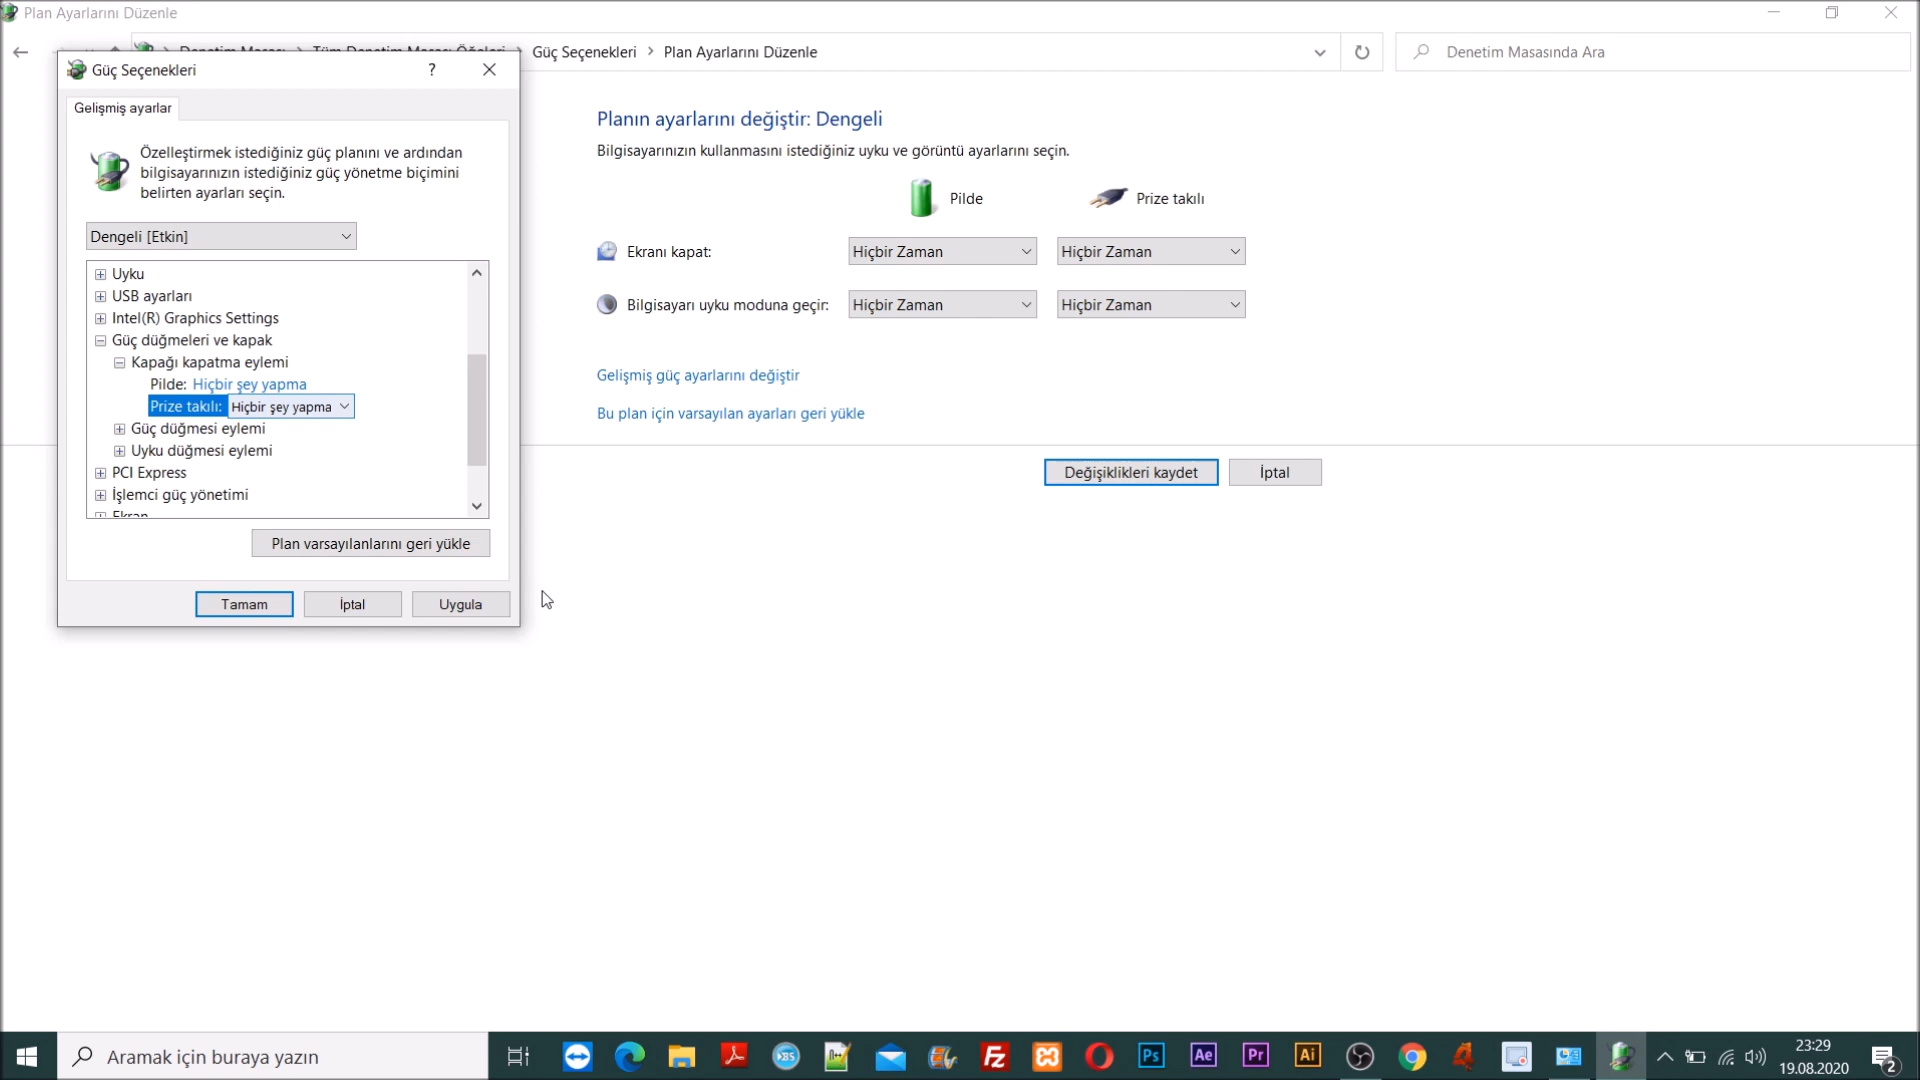 Plan Ayarlarını Düzenle
Güç Seçenekleri > Plan Ayarlarını Düzenle
Denetim Masasında Ara
Güç Seçenekleri
?
Gelişmiş ayarlar
Özelleştirmek istediğiniz güç planını ve ardından
bilgisayarınızın istediğiniz güç yönetme biçimini
belirten ayarları seçin.
Dengeli [Etkin]
Uyku
USB ayarları
Intel(R) Graphics Settings
Güç düğmeleri ve kapak
Kapağı kapatma eylemi
Pilde: Hiçbir şey yapma
Prize takılı: Hiçbir şey yapma
Güç düğmesi eylemi
Uyku düğmesi eylemi
PCI Express
İşlemci güç yönetimi
Ekran
Plan varsayılanlarını geri yükle
Tamam
İptal
Uygula
Planın ayarlarını değiştir: Dengeli
Bilgisayarınızın kullanmasını istediğiniz uyku ve görüntü ayarlarını seçin.
Pilde
Prize takılı
Ekranı kapat:
Hiçbir Zaman
Hiçbir Zaman
Bilgisayarı uyku moduna geçir:
Hiçbir Zaman
Hiçbir Zaman
Gelişmiş güç ayarlarını değiştir
Bu plan için varsayılan ayarları geri yükle
Değişiklikleri kaydet
İptal
Aramak için buraya yazın
Ps
Ae
Pr
Ai
23:29
19.08.2020
2